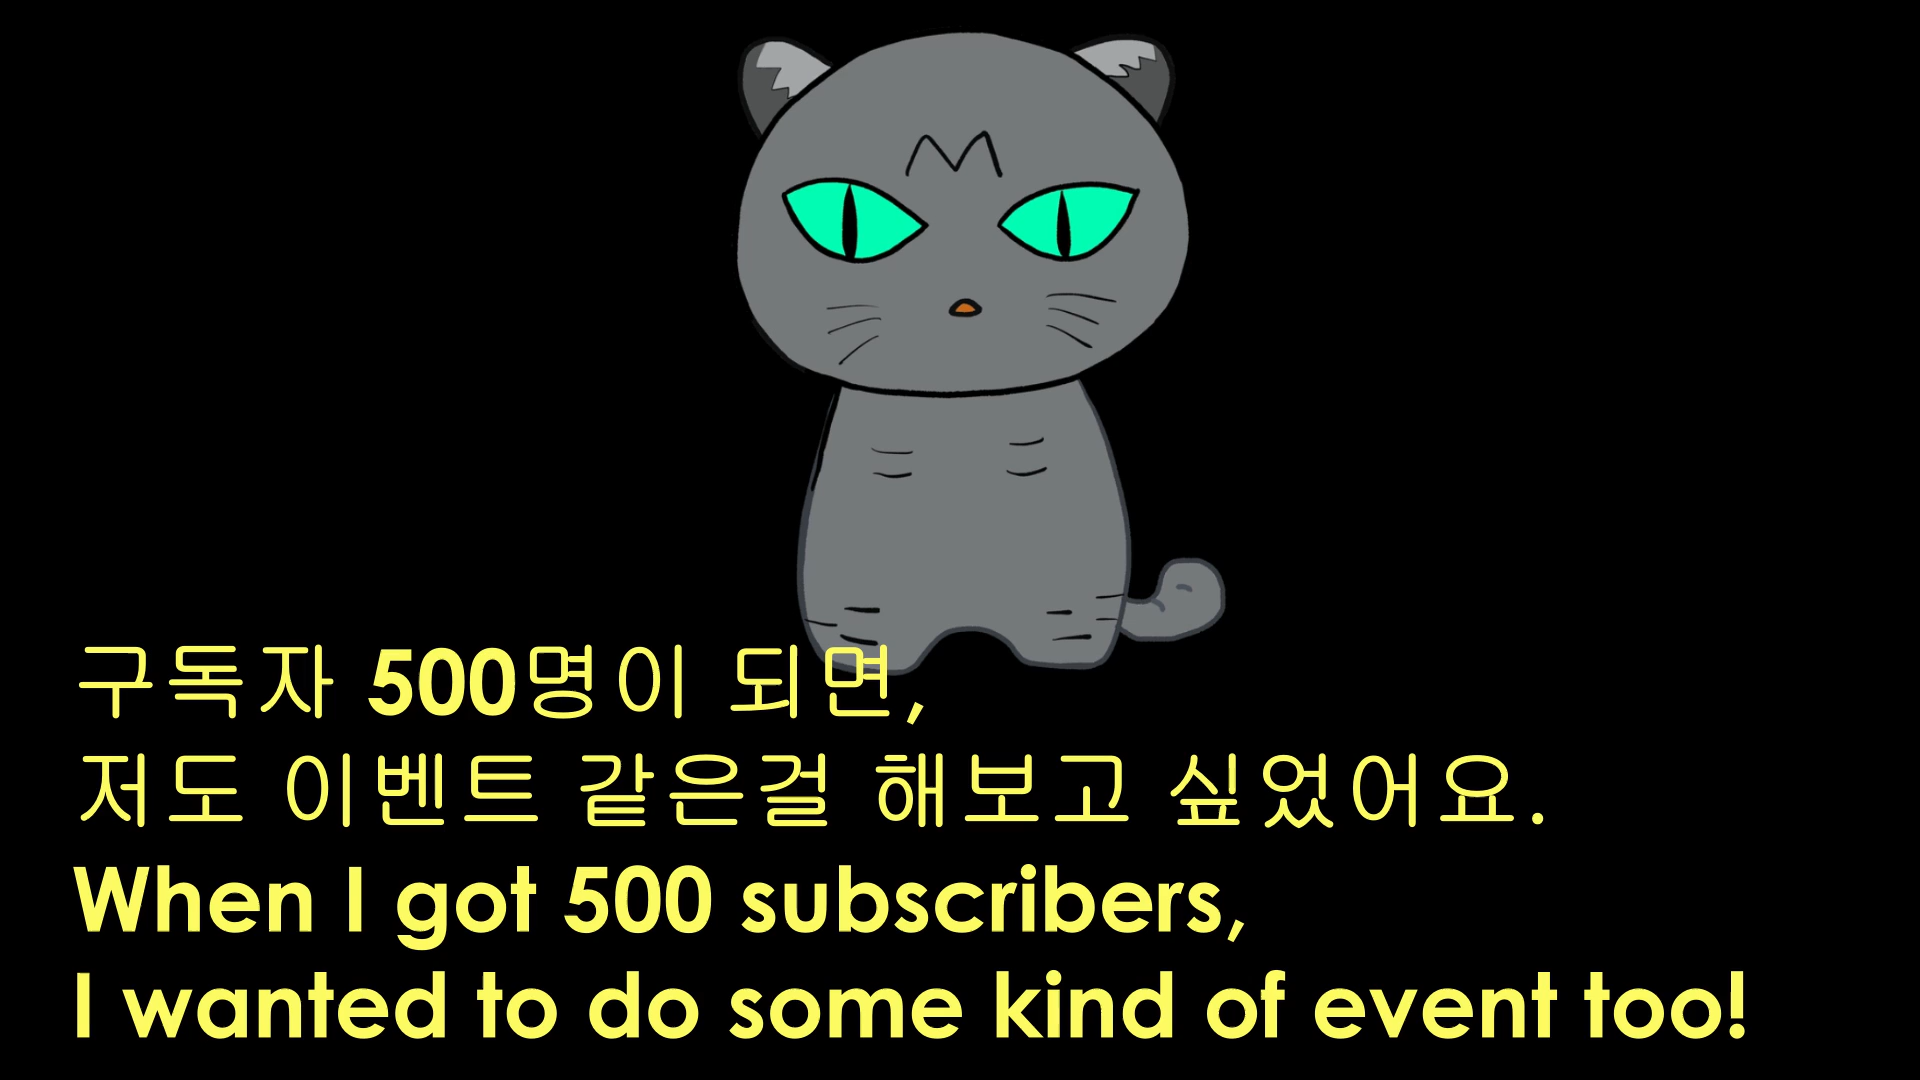 구독자 500명이 되면,
저도 이벤트 같은걸 해보고 싶었어요.
When I got 500 subscribers,
I wanted to do some kind of event too!